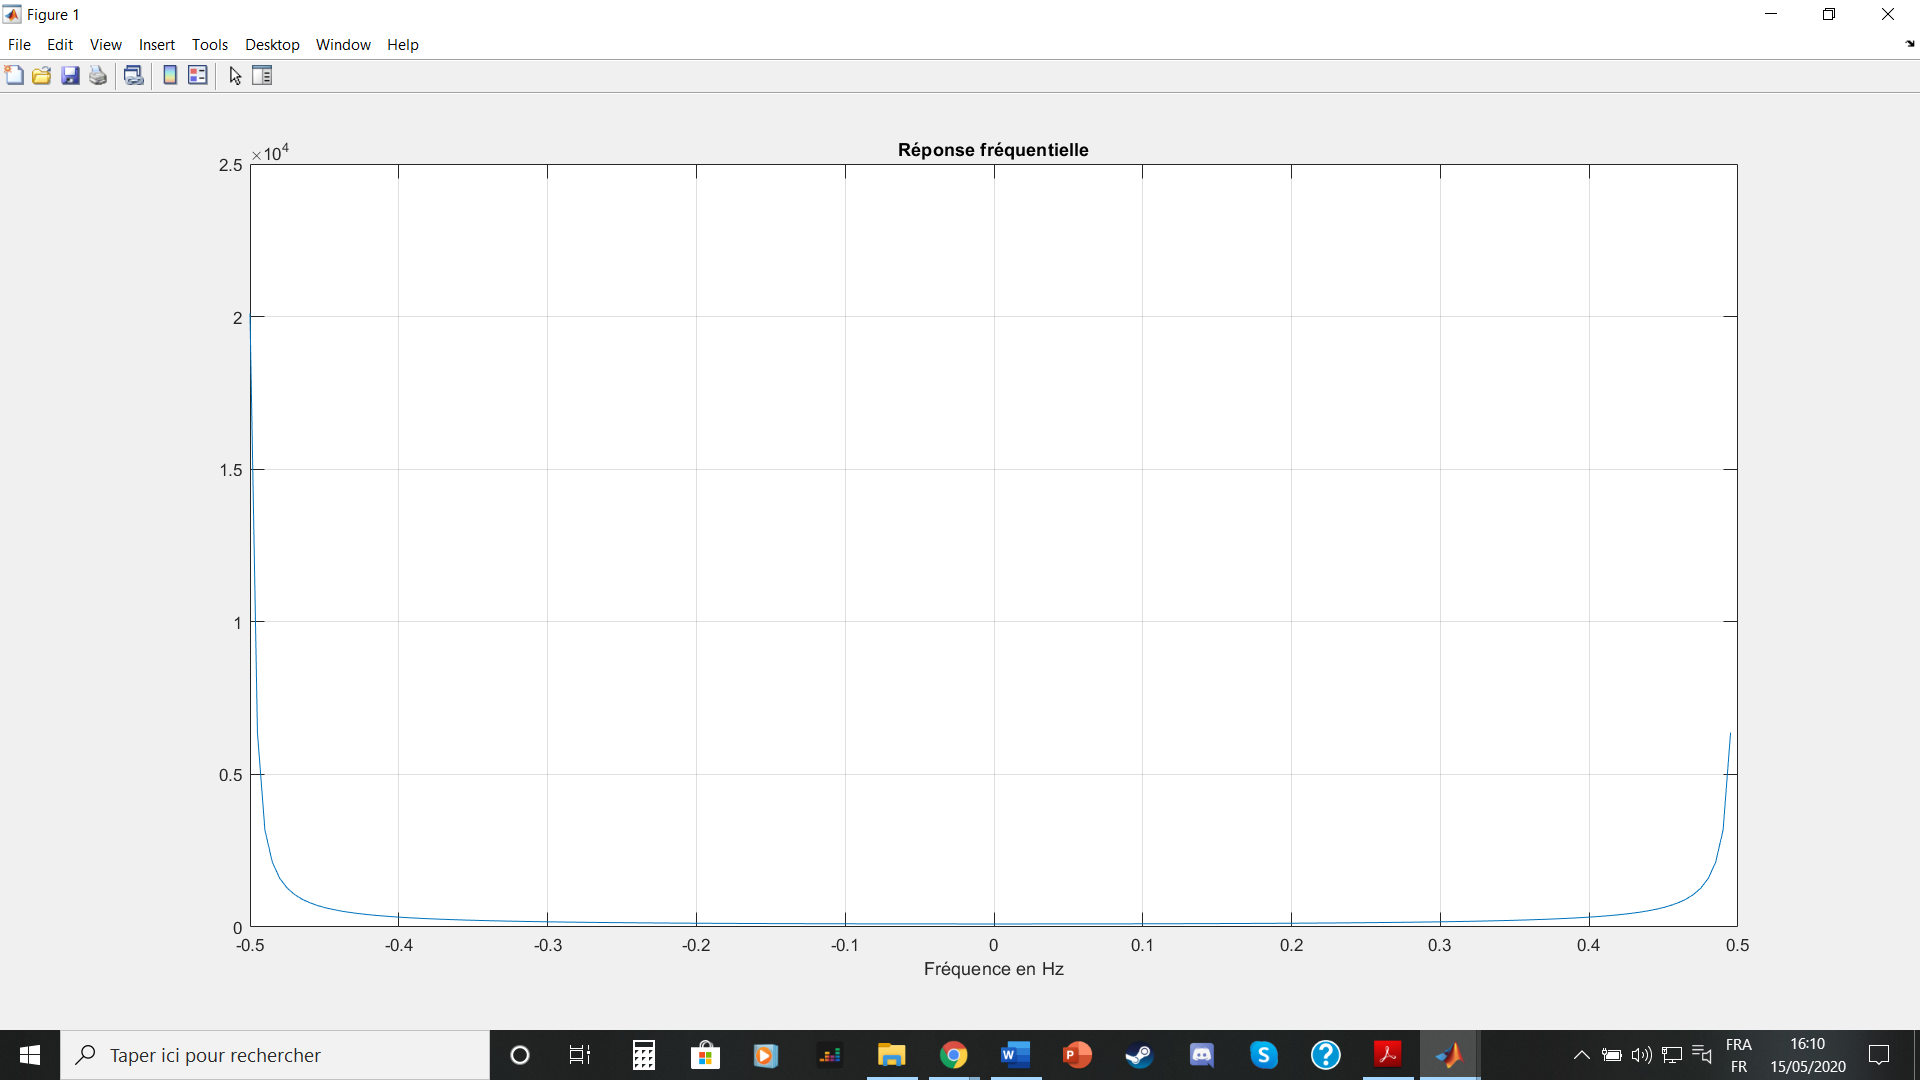 Figure 1
File Edit View Insert Tools Desktop Window Help
Réponse fréquentielle
×10^4
2.5
2
1.5
1
0.5
0
-0.5 -0.4 -0.3 -0.2 -0.1 0 0.1 0.2 0.3 0.4 0.5
Fréquence en Hz
Taper ici pour rechercher
FRA
FR
16:10
15/05/2020